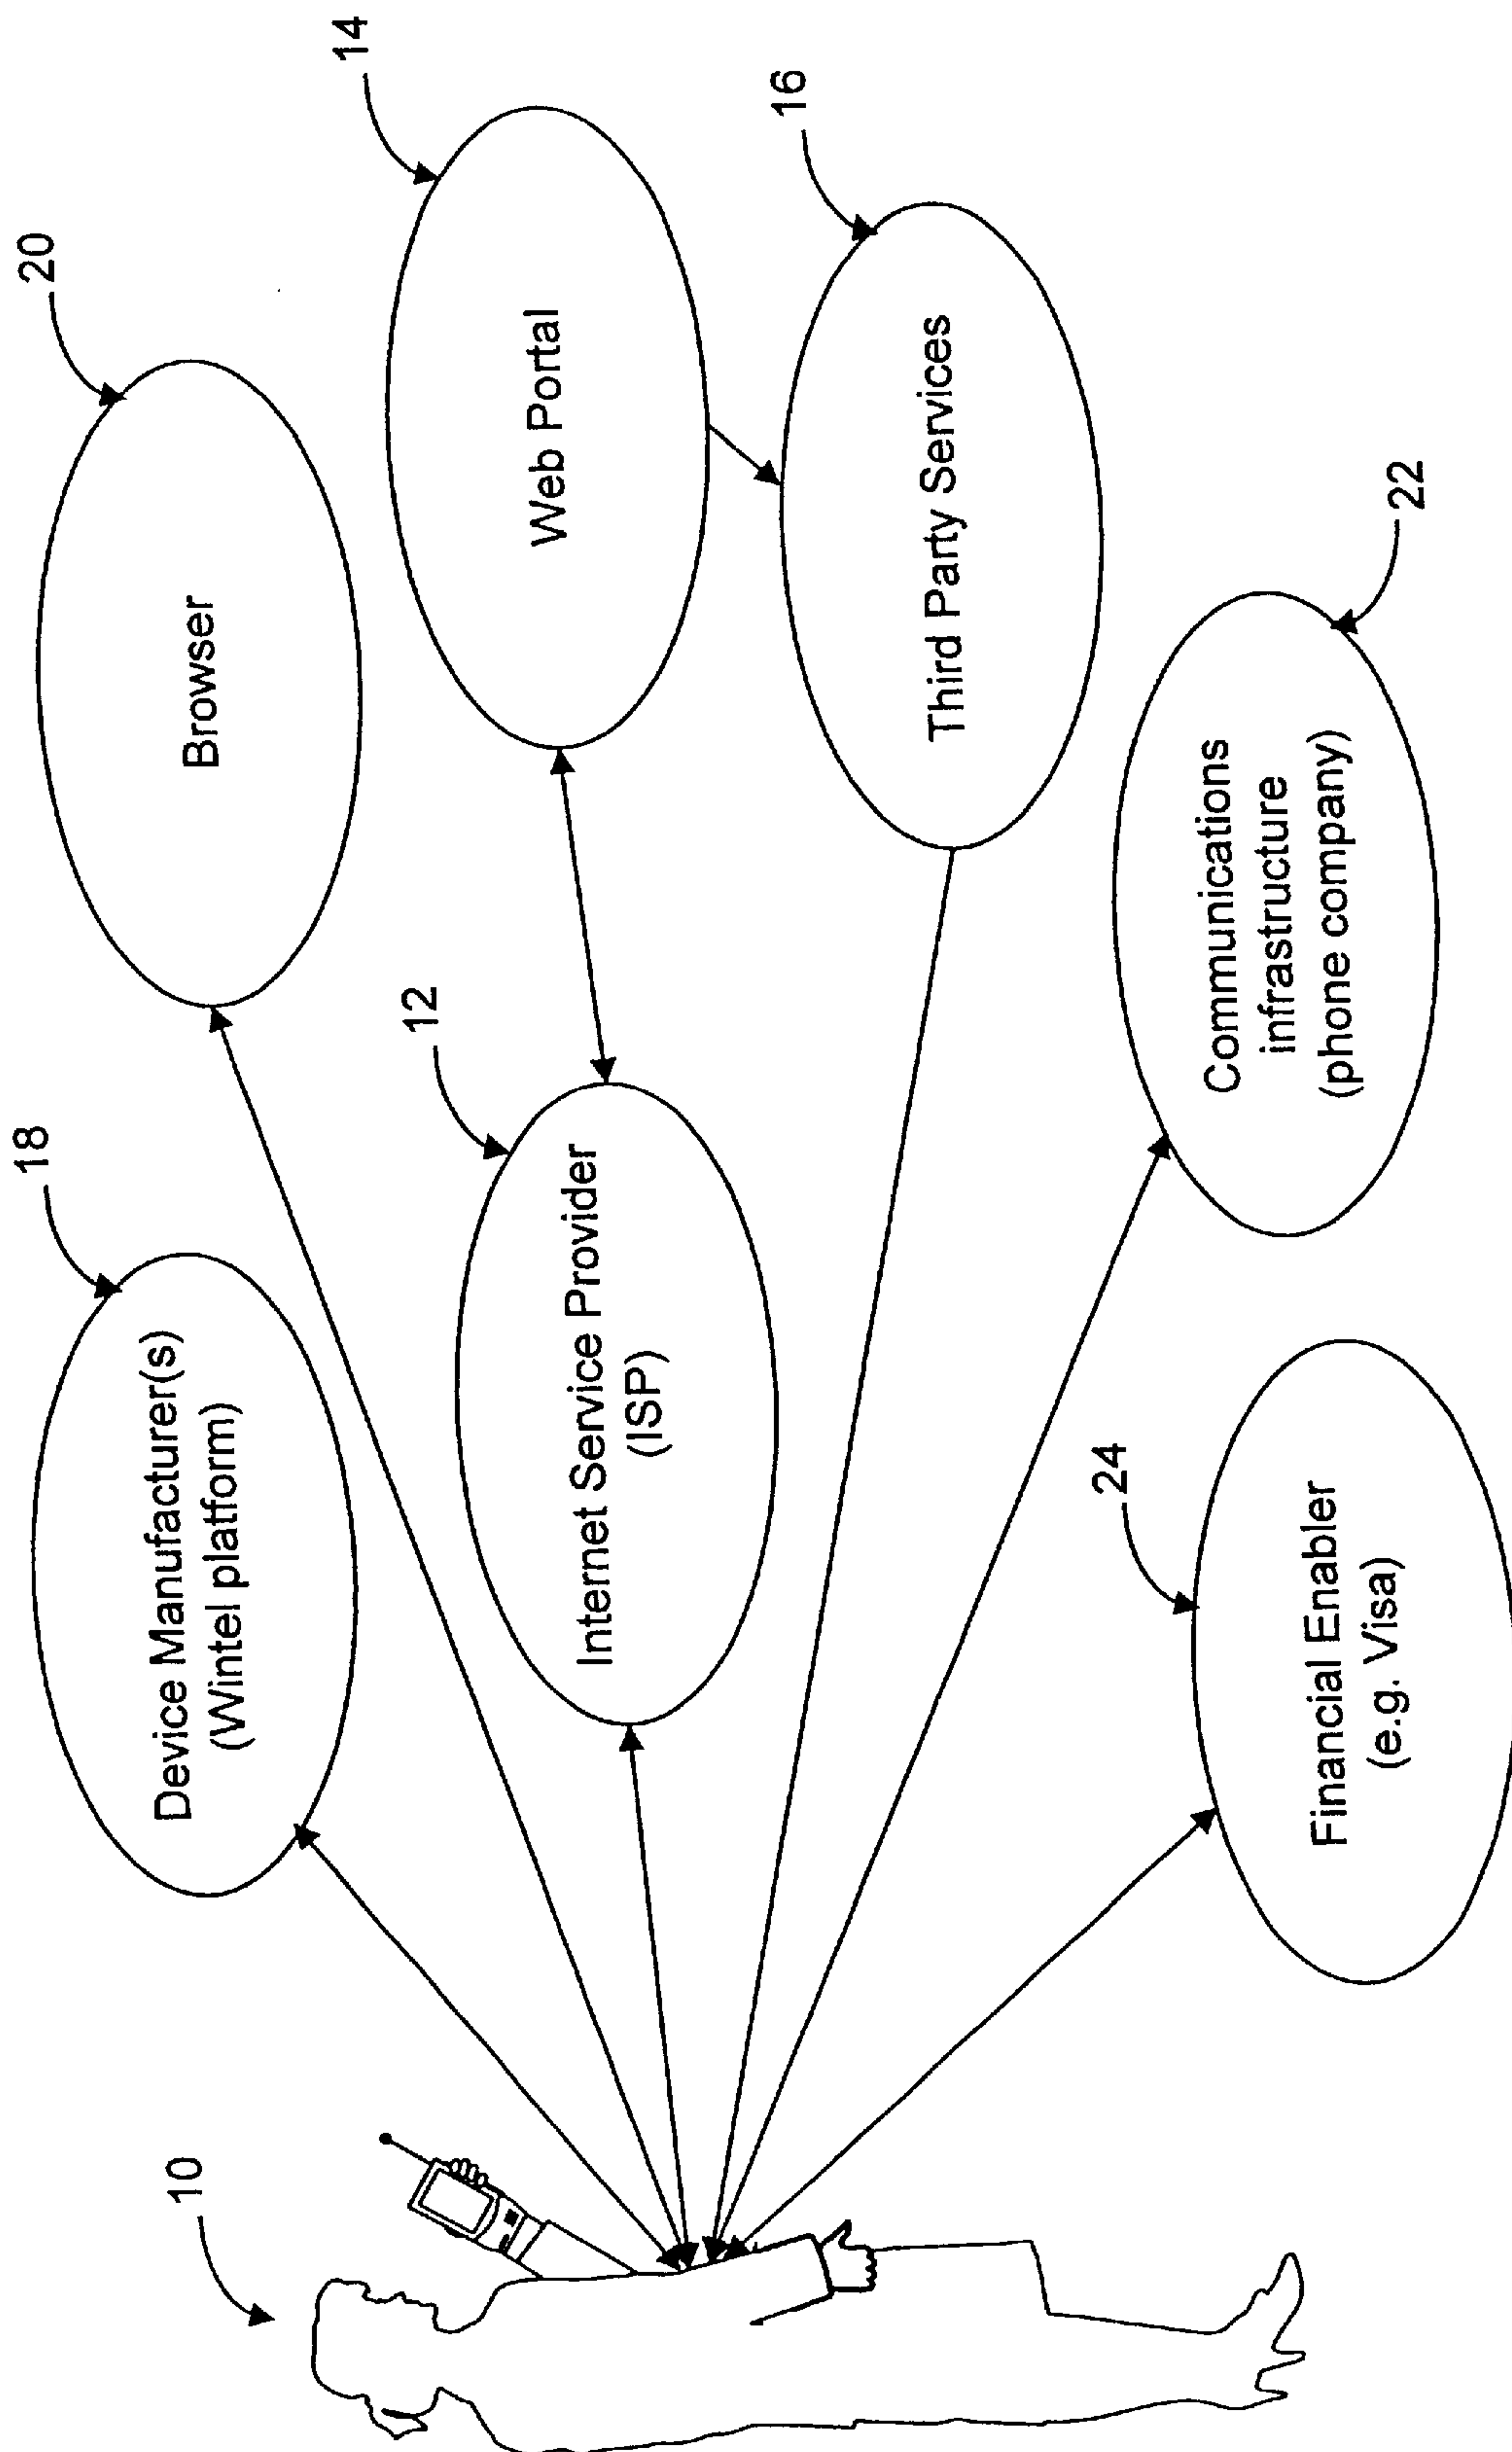 18
20
Device Manufacturer(s)
(Wintel platform)
Browser
14
12
10
Web Portal
Internet Service Provider
(ISP)
16
Third Party Services
24
22
Communications
infrastructure
(phone company)
Financial Enabler
(e.g. Visa)